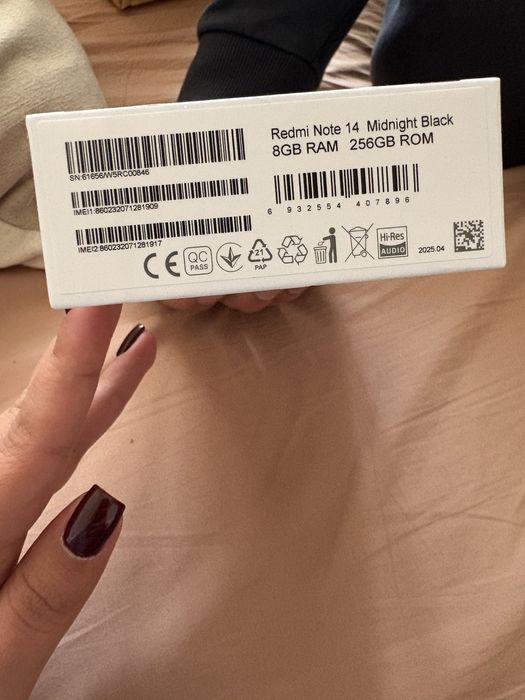 Redmi Note 14 Midnight Black
8GB RAM 256GB ROM
SN:61656/W5RC00846
IMEI1:860232071281909
IMEI2:860232071281917
6 932554 407896
CE
QC
PASS
21
PAP
Hi-Res
AUDIO
2025.04